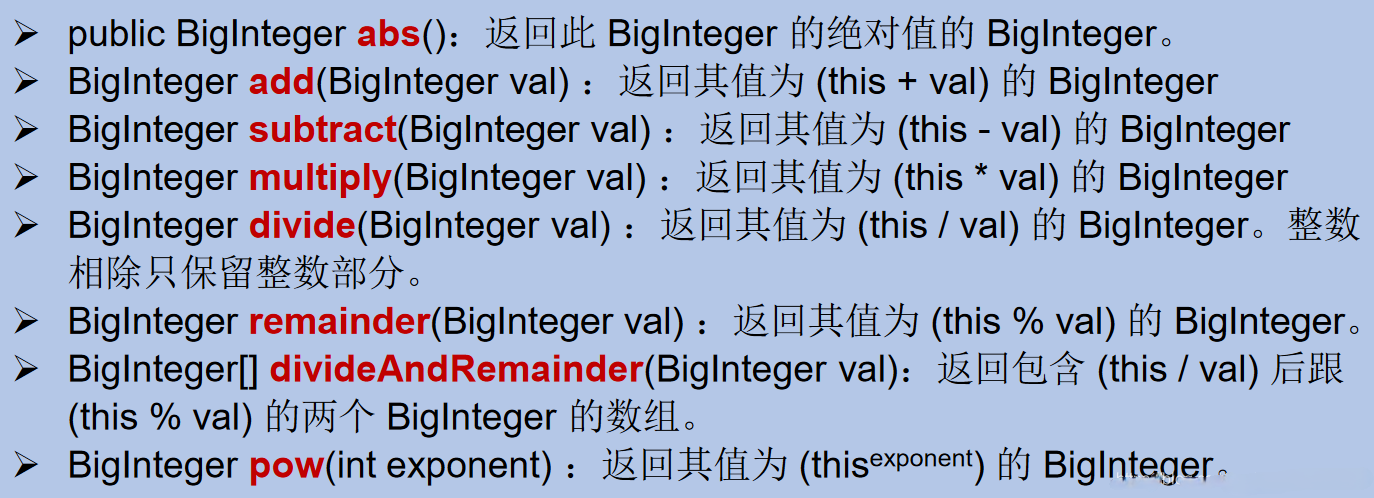 ➢ public BigInteger abs()：返回此 BigInteger 的绝对值的 BigInteger。
➢ BigInteger add(BigInteger val) ：返回其值为 (this + val) 的 BigInteger
➢ BigInteger subtract(BigInteger val) ：返回其值为 (this - val) 的 BigInteger
➢ BigInteger multiply(BigInteger val) ：返回其值为 (this * val) 的 BigInteger
➢ BigInteger divide(BigInteger val) ：返回其值为 (this / val) 的 BigInteger。整数
相除只保留整数部分。
➢ BigInteger remainder(BigInteger val) ：返回其值为 (this % val) 的 BigInteger。
➢ BigInteger[] divideAndRemainder(BigInteger val)：返回包含 (this / val) 后跟
(this % val) 的两个 BigInteger 的数组。
➢ BigInteger pow(int exponent) ：返回其值为 (thisexponent) 的 BigInteger。